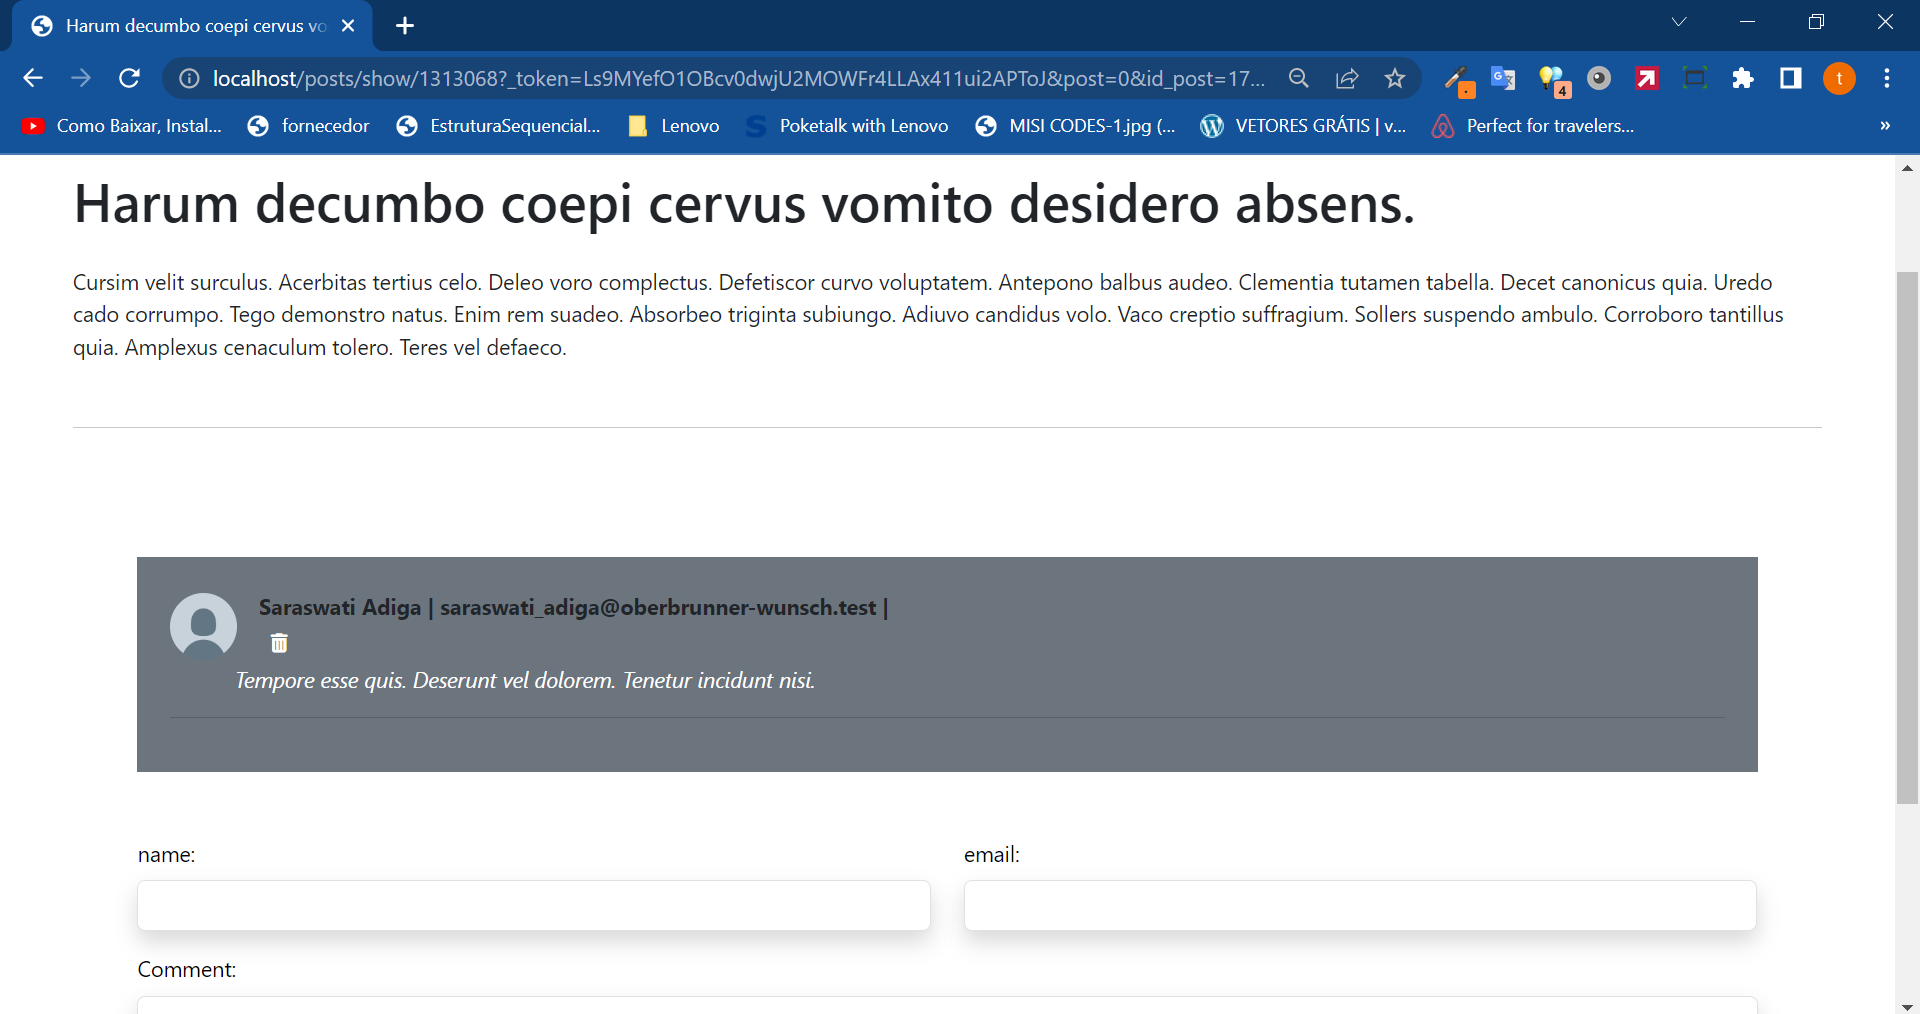 Harum decumbo coepi cervus vo
localhost/posts/show/1313068?_token=Ls9MYefO1OBcv0dwjU2MOWFr4LLAx411ui2APToJ&post=0&id_post=17...
4
t
Como Baixar, Instal...
fornecedor
EstruturaSequencial...
Lenovo
Poketalk with Lenovo
MISI CODES-1.jpg (...
VETORES GRÁTIS | v...
Perfect for travelers...
»
Harum decumbo coepi cervus vomito desidero absens.
Cursim velit surculus. Acerbitas tertius celo. Deleo voro complectus. Defetiscor curvo voluptatem. Antepono balbus audeo. Clementia tutamen tabella. Decet canonicus quia. Uredo
cado corrumpo. Tego demonstro natus. Enim rem suadeo. Absorbeo triginta subiungo. Adiuvo candidus volo. Vaco creptio suffragium. Sollers suspendo ambulo. Corroboro tantillus
quia. Amplexus cenaculum tolero. Teres vel defaeco.
Saraswati Adiga | saraswati_adiga@oberbrunner-wunsch.test |
Tempore esse quis. Deserunt vel dolorem. Tenetur incidunt nisi.
name:
email:
Comment: